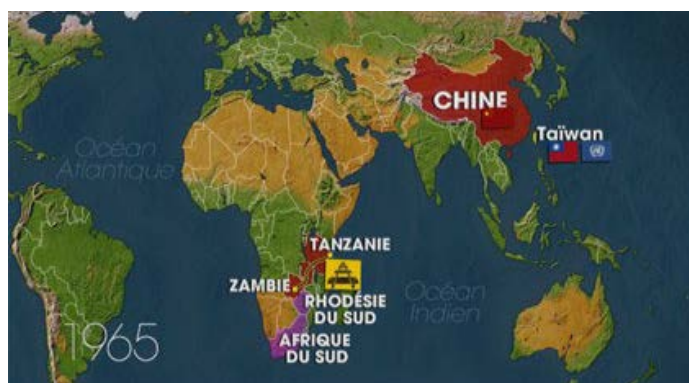 CHINE
Taïwan
Océan
Atlantique
TANZANIE
ZAMBIE
RHODÉSIE
DU SUD
Océan
Indien
AFRIQUE
DU SUD
1965